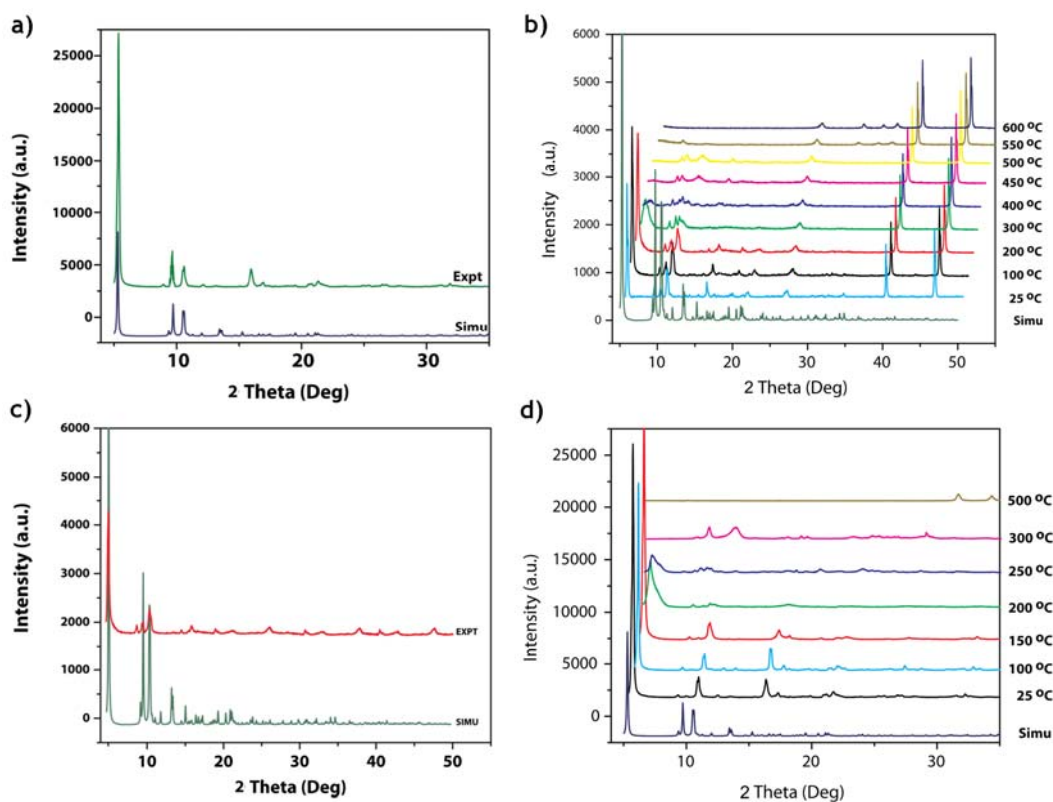 a)
25000
20000
15000
10000
5000
0
Intensity (a.u.)
Expt
Simu
10
20
30
2 Theta (Deg)
b)
6000
5000
4000
3000
2000
1000
0
Intensity (a.u.)
600 ºC
550 ºC
500 ºC
450 ºC
400 ºC
300 ºC
200 ºC
100 ºC
25 ºC
Simu
10
20
30
40
50
2 Theta (Deg)
c)
6000
5000
4000
3000
2000
1000
0
Intensity (a.u.)
EXPT
SIMU
10
20
30
40
50
2 Theta (Deg)
d)
25000
20000
15000
10000
5000
0
Intensity (a.u.)
500 ºC
300 ºC
250 ºC
200 ºC
150 ºC
100 ºC
25 ºC
Simu
10
20
30
2 Theta (Deg)